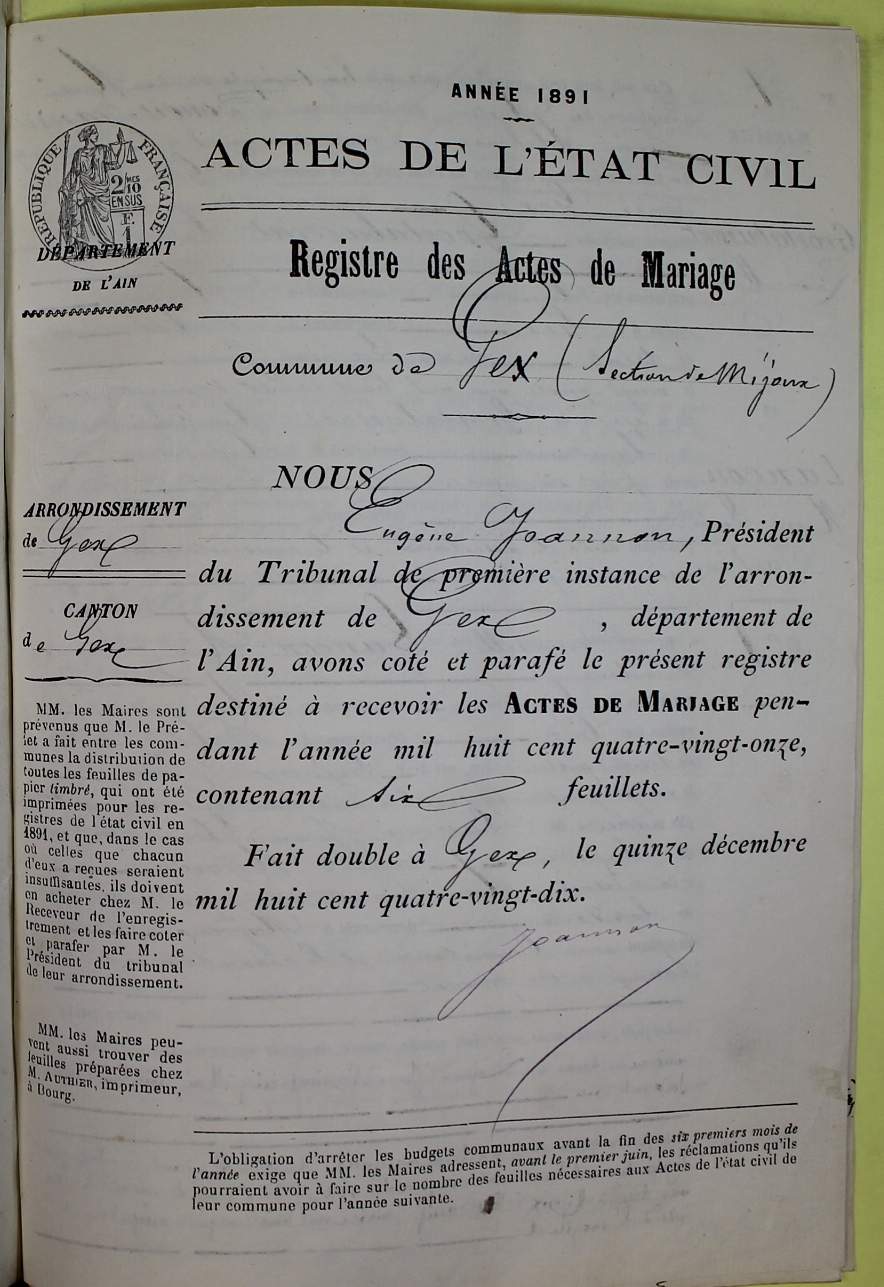 ANNÉE 1891
ACTES DE L'ÉTAT CIVIL
RÉPUBLIQUE FRANÇAISE
2/10 MES
EN SUS
F.
1
DÉPARTEMENT
DE L'AIN
Registre des Actes de Mariage
Commune de Gex (Section de Mijoux)
ARRONDISSEMENT
de Gex
CANTON
de Gex
MM. les Maires sont
prévenus que M. le Pré-
fet a fait entre les com-
munes la distribution de
toutes les feuilles de pa-
pier timbré, qui ont été
imprimées pour les re-
gistres de l'état civil en
1891, et que, dans le cas
où celles que chacun
d'eux a reçues seraient
insuffisantes, ils doivent
en acheter chez M. le
Receveur de l'enregis-
trement et les faire coter
et parafer par M. le
Président du tribunal
de leur arrondissement.
MM. les Maires peu-
vent aussi trouver des
feuilles préparées chez
M. AUTHIER, imprimeur,
à Bourg.
NOUS
Eugène Joannon, Président
du Tribunal de première instance de l'arron-
dissement de Gex, département de
l'Ain, avons coté et parafé le présent registre
destiné à recevoir les ACTES DE MARIAGE pen-
dant l'année mil huit cent quatre-vingt-onze,
contenant six feuillets.
Fait double à Gex, le quinze décembre
mil huit cent quatre-vingt-dix.
Joannon
L'obligation d'arrêter les budgets communaux avant la fin des six premiers mois de
l'année exige que MM. les Maires adressent, avant le premier juin, les réclamations qu'ils
pourraient avoir à faire sur le nombre des feuilles nécessaires aux Actes de l'état civil de
leur commune pour l'année suivante.